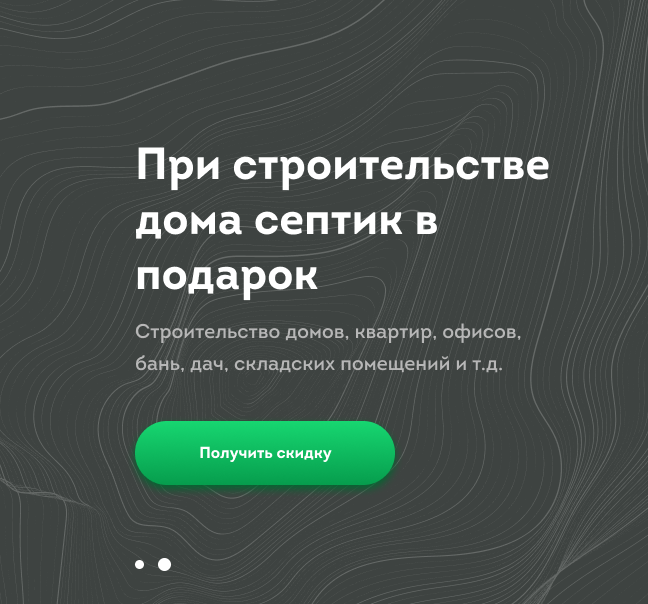 При строительстве
дома септик в
подарок
Строительство домов, квартир, офисов,
бань, дач, складских помещений и т.д.
Получить скидку